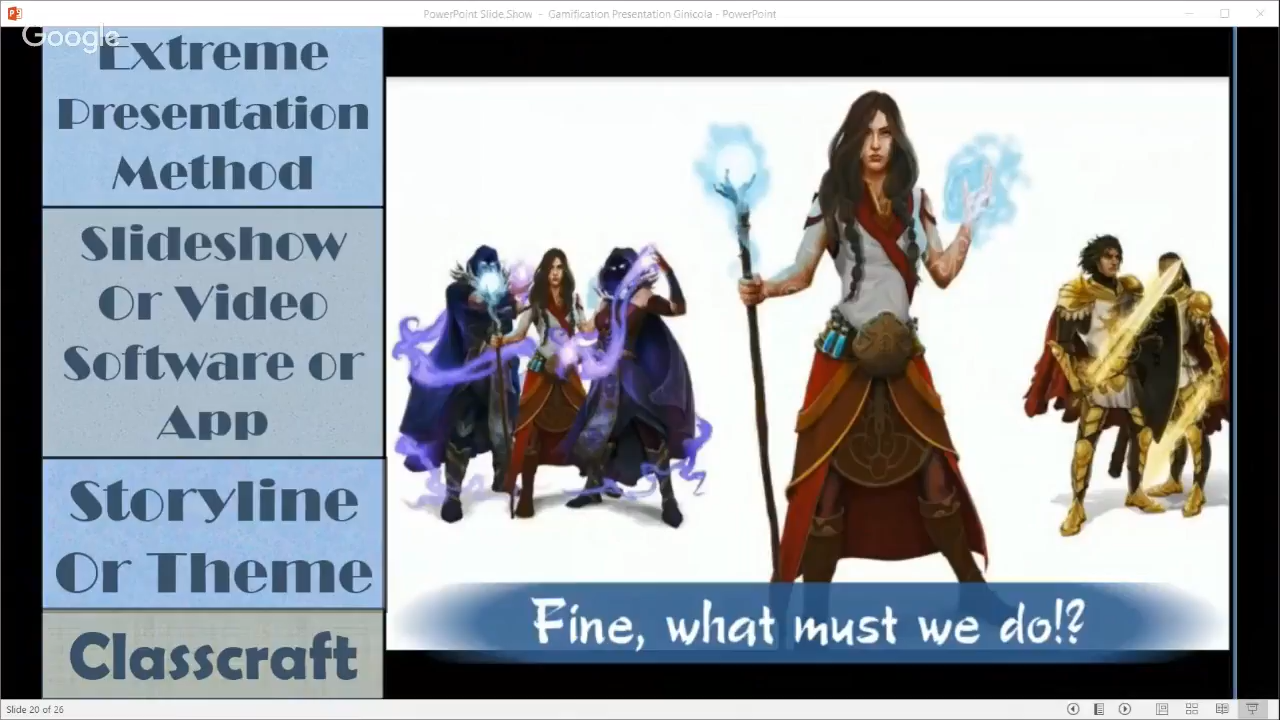 PowerPoint Slide Show - Gamification Presentation Ginicola - PowerPoint
Google
Extreme
Presentation
Method
Slideshow
Or Video
Software or
App
Storyline
Or Theme
Classcraft
Fine, what must we do!?
Slide 20 of 26